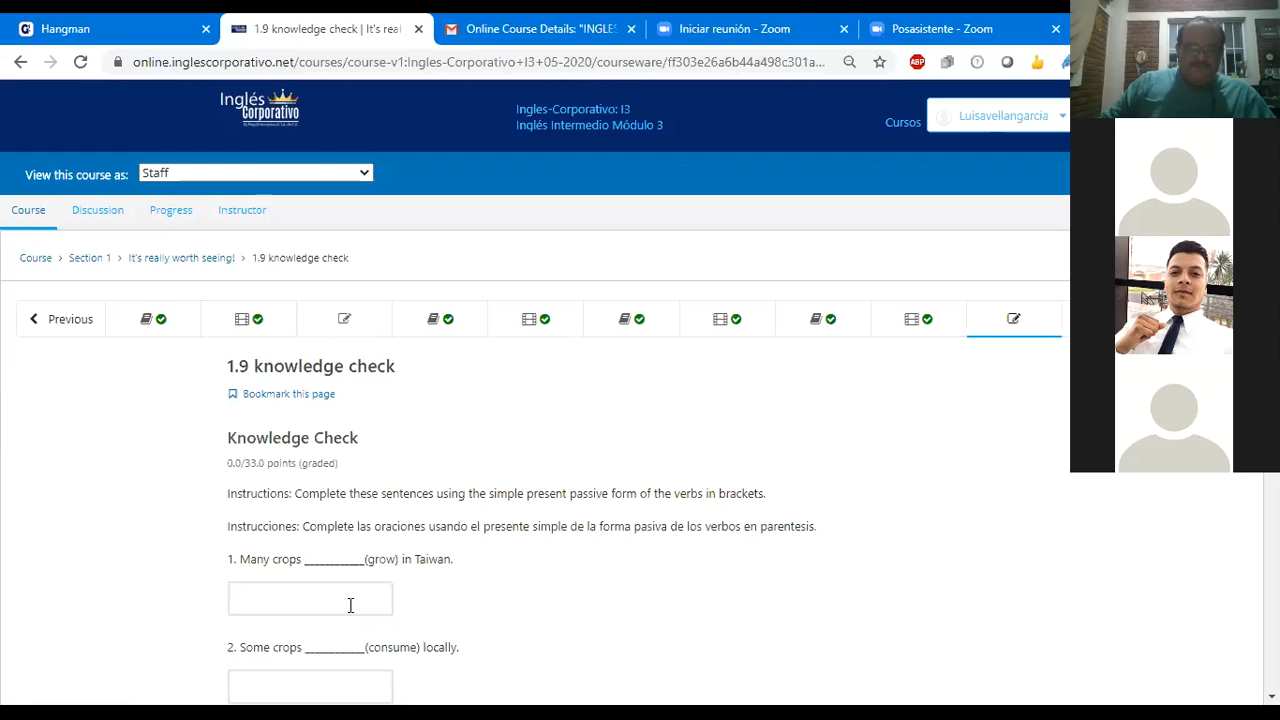 Hangman
1.9 knowledge check | It's real
Online Course Details: "INGLES
Iniciar reunión - Zoom
Posasistente - Zoom
online.inglescorporativo.net/courses/course-v1:Ingles-Corporativo+I3+05-2020/courseware/ff303e26a6b44a498c301a...
ABP
Inglés
Corporativo
Ingles-Corporativo: I3
Inglés Intermedio Módulo 3
Cursos
Luisavellangarcia
View this course as:
Staff
Course
Discussion
Progress
Instructor
Course > Section 1 > It's really worth seeing! > 1.9 knowledge check
Previous
1.9 knowledge check
Bookmark this page
Knowledge Check
0.0/33.0 points (graded)
Instructions: Complete these sentences using the simple present passive form of the verbs in brackets.
Instrucciones: Complete las oraciones usando el presente simple de la forma pasiva de los verbos en parentesis.
1. Many crops ___________(grow) in Taiwan.
2. Some crops ___________(consume) locally.